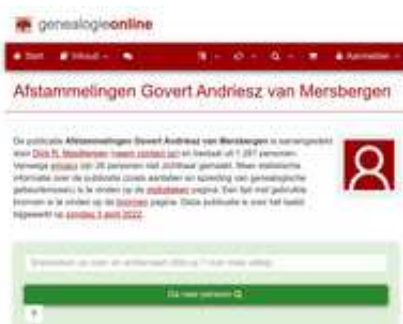 genealogieonline
Start Inhoud Aanmelden
Afstammelingen Govert Andriesz van Mersbergen
De publicatie Afstammelingen Govert Andriesz van Mersbergen is samengesteld
door Dirk R. (neem contact op) en bestaat uit 1.281 personen.
Vanwege privacy zijn 26 personen niet zichtbaar gemaakt. Meer statistische
informatie over de publicatie (zoals aantallen en spreiding van genealogische
gebeurtenissen) is te vinden op de statistieken pagina. Een lijst met gebruikte
bronnen is te vinden op de bronnen pagina. Deze publicatie is voor het laatst
bijgewerkt op zondag 3 april 2022.
Ga naar persoon